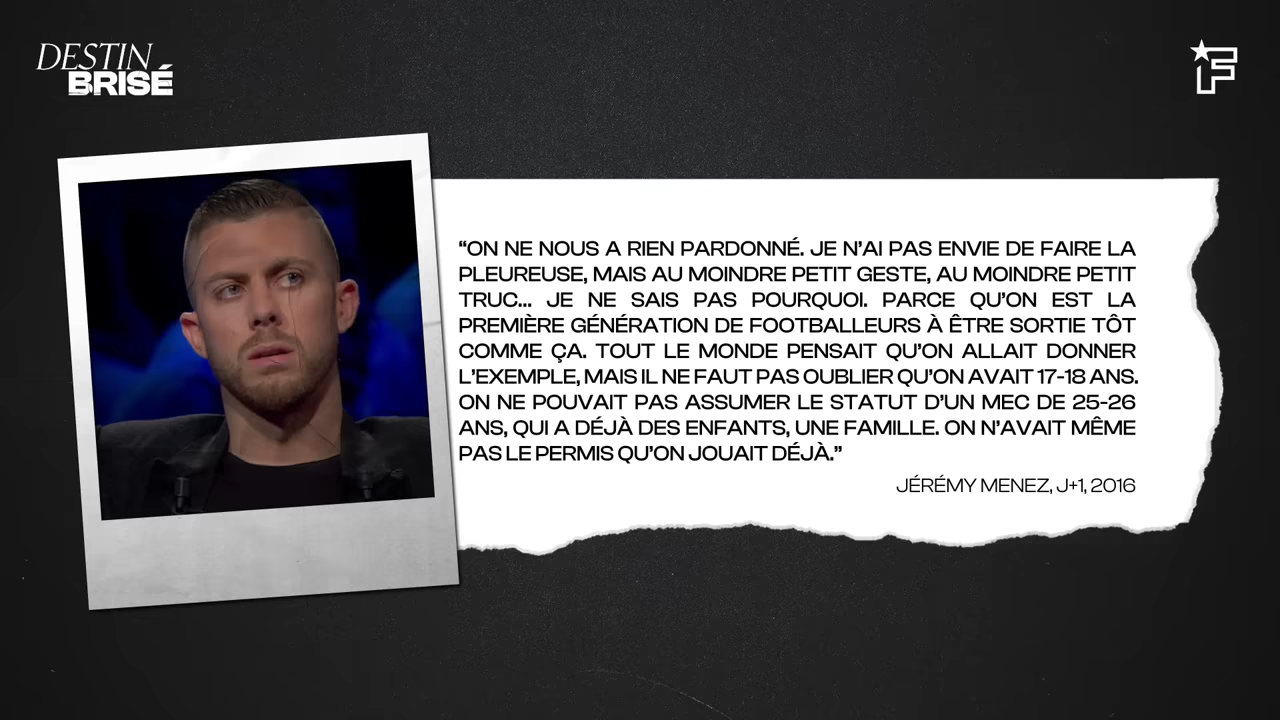 DESTIN
BRISÉ
F
“ON NE NOUS A RIEN PARDONNÉ. JE N’AI PAS ENVIE DE FAIRE LA
PLEUREUSE, MAIS AU MOINDRE PETIT GESTE, AU MOINDRE PETIT
TRUC... JE NE SAIS PAS POURQUOI. PARCE QU’ON EST LA
PREMIÈRE GÉNÉRATION DE FOOTBALLEURS À ÊTRE SORTIE TÔT
COMME ÇA. TOUT LE MONDE PENSAIT QU’ON ALLAIT DONNER
L’EXEMPLE, MAIS IL NE FAUT PAS OUBLIER QU’ON AVAIT 17-18 ANS.
ON NE POUVAIT PAS ASSUMER LE STATUT D’UN MEC DE 25-26
ANS, QUI A DÉJÀ DES ENFANTS, UNE FAMILLE. ON N’AVAIT MÊME
PAS LE PERMIS QU’ON JOUAIT DÉJÀ.”
JÉRÉMY MENEZ, J+1, 2016